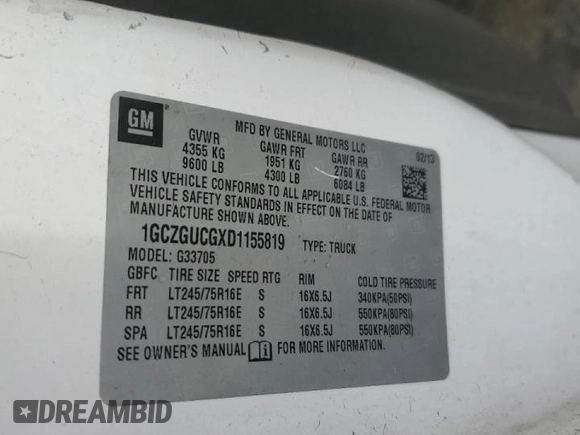 GM
MFD BY GENERAL MOTORS LLC
02/13
GVWR GAWR FRT GAWR RR
4355 KG 1951 KG 2760 KG
9600 LB 4300 LB 6084 LB
THIS VEHICLE CONFORMS TO ALL APPLICABLE U.S. FEDERAL MOTOR
VEHICLE SAFETY STANDARDS IN EFFECT ON THE DATE OF
MANUFACTURE SHOWN ABOVE.
1GCZGUCGXD1155819 TYPE: TRUCK
MODEL: G33705
GBFC TIRE SIZE SPEED RTG RIM COLD TIRE PRESSURE
FRT LT245/75R16E S 16X6.5J 340KPA(50PSI)
RR LT245/75R16E S 16X6.5J 550KPA(80PSI)
SPA LT245/75R16E S 16X6.5J 550KPA(80PSI)
SEE OWNER'S MANUAL FOR MORE INFORMATION.
DREAMBID